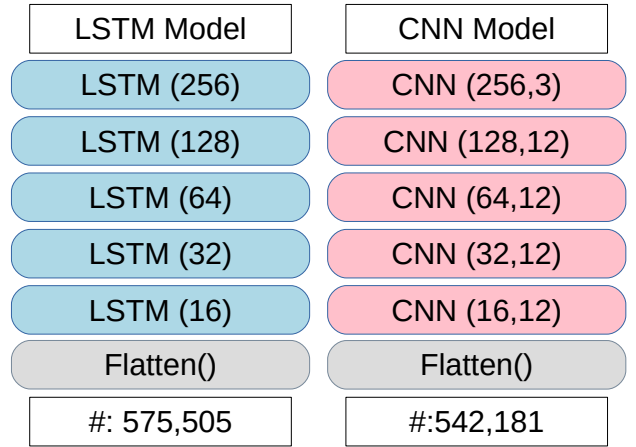 LSTM Model
LSTM (256)
LSTM (128)
LSTM (64)
LSTM (32)
LSTM (16)
Flatten()
#: 575,505
CNN Model
CNN (256,3)
CNN (128,12)
CNN (64,12)
CNN (32,12)
CNN (16,12)
Flatten()
#:542,181